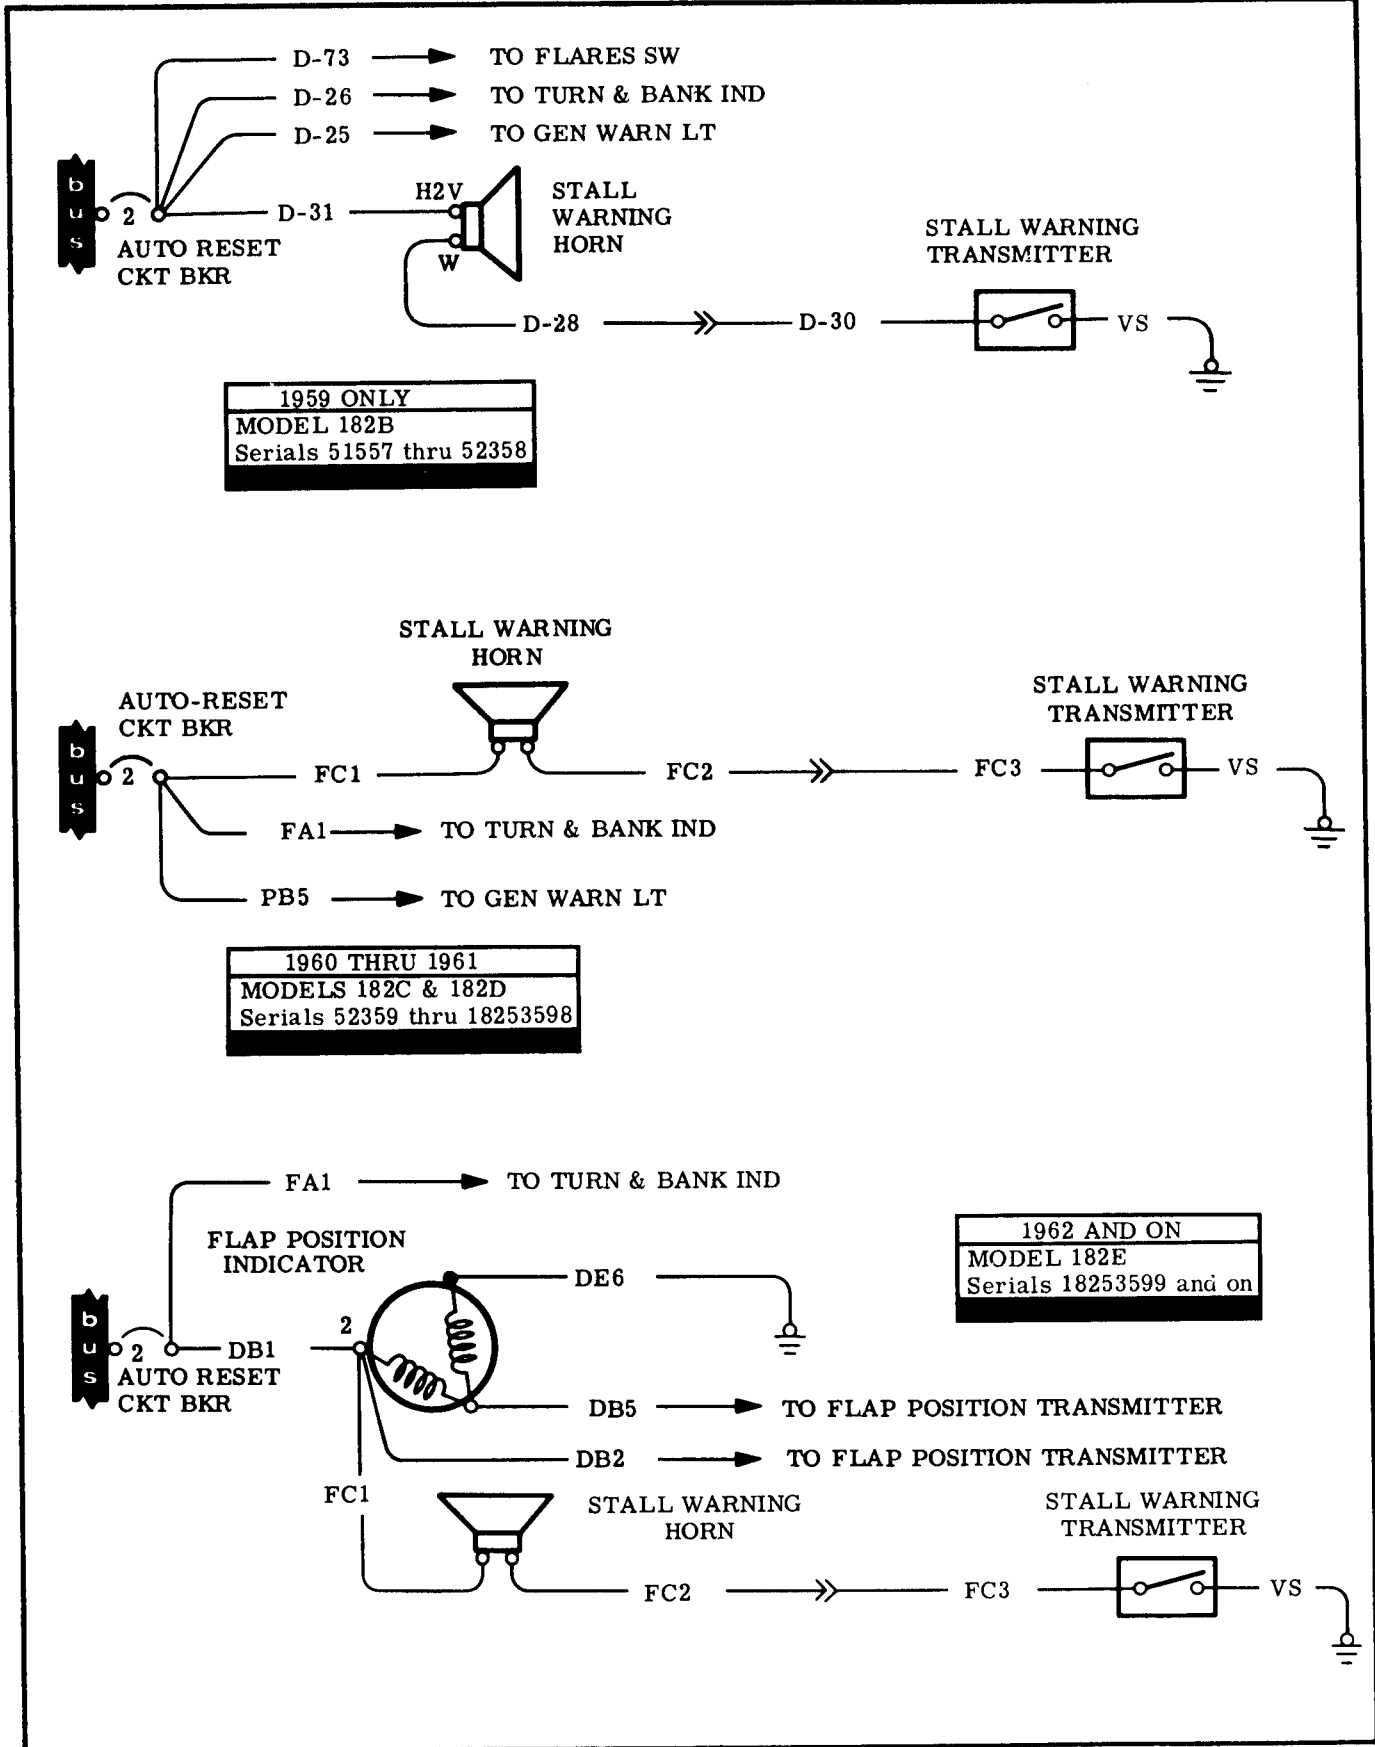 D-73 TO FLARES SW
D-26 TO TURN & BANK IND
D-25 TO GEN WARN LT
bus
2
AUTO RESET
CKT BKR
D-31
H2V
W
STALL
WARNING
HORN
D-28
D-30
STALL WARNING
TRANSMITTER
VS
1959 ONLY
MODEL 182B
Serials 51557 thru 52358
STALL WARNING
HORN
AUTO-RESET
CKT BKR
bus
2
FC1
FC2
FC3
STALL WARNING
TRANSMITTER
VS
FA1 TO TURN & BANK IND
PB5 TO GEN WARN LT
1960 THRU 1961
MODELS 182C & 182D
Serials 52359 thru 18253598
FA1 TO TURN & BANK IND
FLAP POSITION
INDICATOR
DE6
1962 AND ON
MODEL 182E
Serials 18253599 and on
bus
2
DB1
2
AUTO RESET
CKT BKR
DB5 TO FLAP POSITION TRANSMITTER
DB2 TO FLAP POSITION TRANSMITTER
FC1
STALL WARNING
HORN
FC2
FC3
STALL WARNING
TRANSMITTER
VS